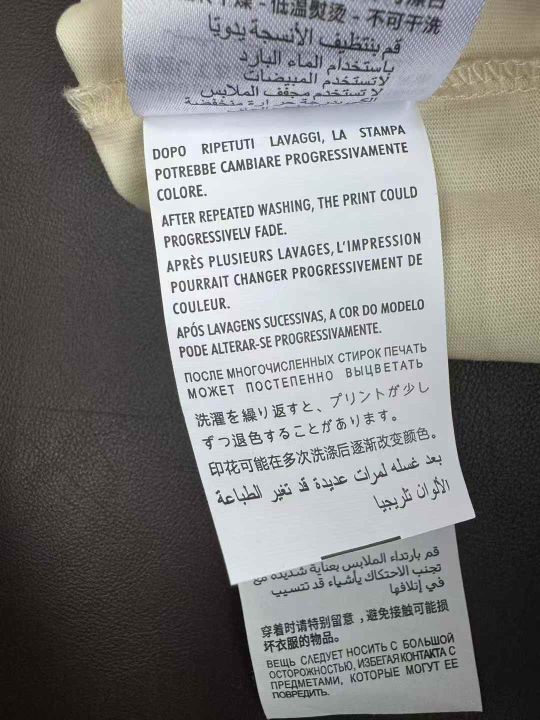 低温熨烫 - 不可干洗
قم بتنظيف الأنسجة يدويًا
باستخدام الماء البارد
لا تستخدم المبيضات
لا تستخدم مجفف الملابس
DOPO RIPETUTI LAVAGGI, LA STAMPA
POTREBBE CAMBIARE PROGRESSIVAMENTE
COLORE.
AFTER REPEATED WASHING, THE PRINT COULD
PROGRESSIVELV FADE.
APRÈS PLUSIEURS LAVAGES, L'IMPRESSION
POURRAIT CHANGER PROGRESSIVEMENT DE
COULEUR.
APÓS LAVAGENS SUCESSIVAS, A COR DO MODELO
PODE ALTERAR-SE PROGRESSIVAMENTE.
ПОСЛЕ МНОГОЧИСЛЕННЫХ СТИРОК ПЕЧАТЬ
МОЖЕТ ПОСТЕПЕННО ВЫЦВЕТАТЬ
洗濯を繰り返すと、プリントが少し
ずつ退色することがあります。
印花可能在多次洗涤后逐渐改变颜色。
بعد غسله لمرات عديدة قد تغير الطباعة
الألوان تدريجيا
قم بارتداء الملابس بعناية شديدة مع
تجنب الاحتكاك بأشياء قد تتسبب
في إتلافها
穿着时请特别留意，避免接触可能损
坏衣服的物品。
ВЕЩЬ СЛЕДУЕТ НОСИТЬ С БОЛЬШОЙ
ОСТОРОЖНОСТЬЮ, ИЗБЕГАЯ КОНТАКТА С
ПРЕДМЕТАМИ, КОТОРЫЕ МОГУТ ЕЕ
ПОВРЕДИТЬ.